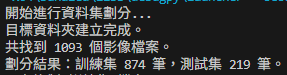 開始進行資料集劃分...
目標資料夾建立完成。
共找到 1093 個影像檔案。
劃分結果：訓練集 874 筆，測試集 219 筆。